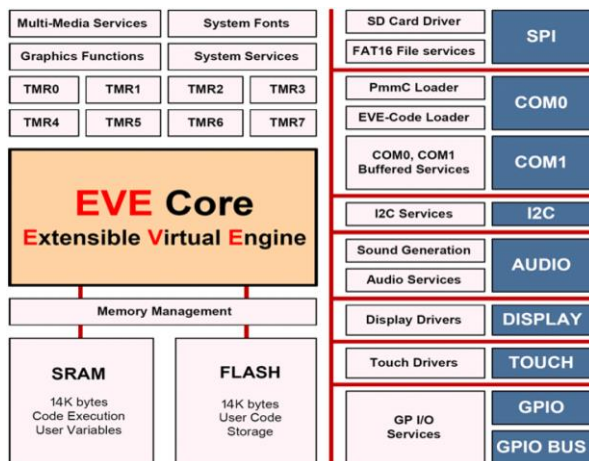 Multi-Media Services
System Fonts
Graphics Functions
System Services
TMR0
TMR1
TMR2
TMR3
TMR4
TMR5
TMR6
TMR7
EVE Core
Extensible Virtual Engine
Memory Management
SRAM
14K bytes
Code Execution
User Variables
FLASH
14K bytes
User Code
Storage
SD Card Driver
FAT16 File services
SPI
PmmC Loader
EVE-Code Loader
COM0
COM0, COM1
Buffered Services
COM1
I2C Services
I2C
Sound Generation
Audio Services
AUDIO
Display Drivers
DISPLAY
Touch Drivers
TOUCH
GP I/O
Services
GPIO
GPIO BUS